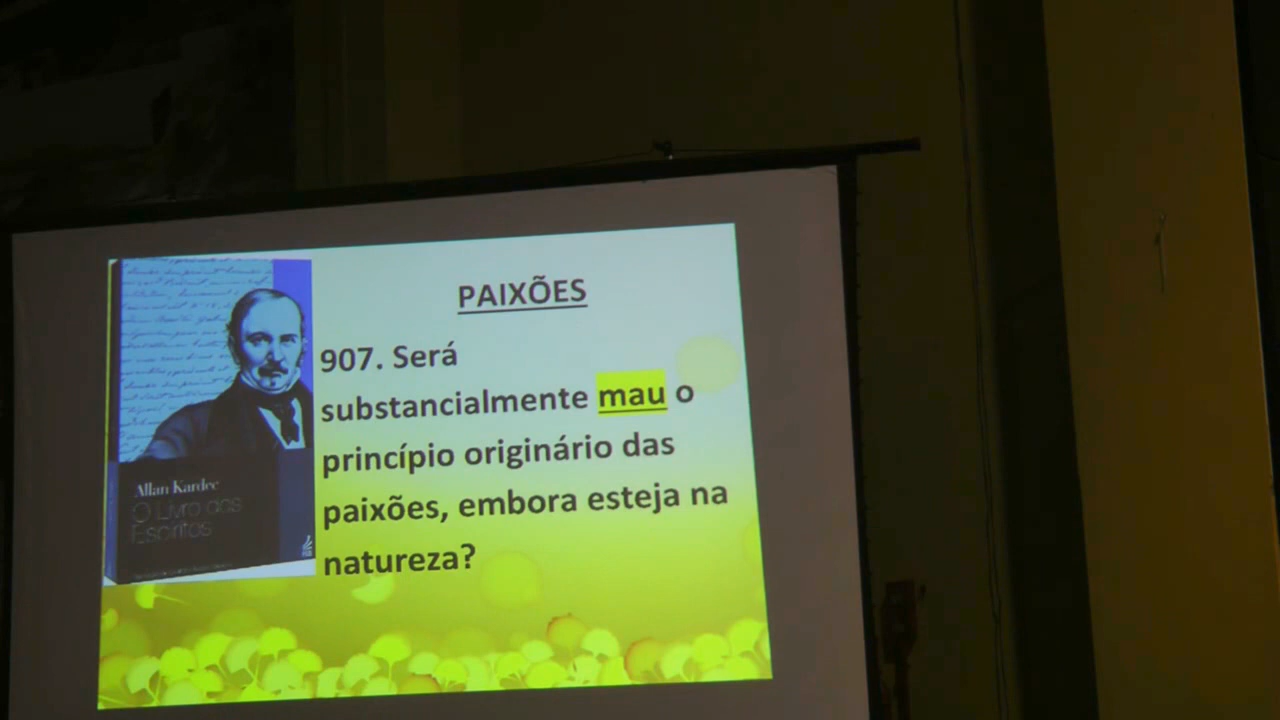 PAIXÕES
907. Será
substancialmente mau o
princípio originário das
paixões, embora esteja na
natureza?
Allan Kardec
O Livro dos
Espíritos